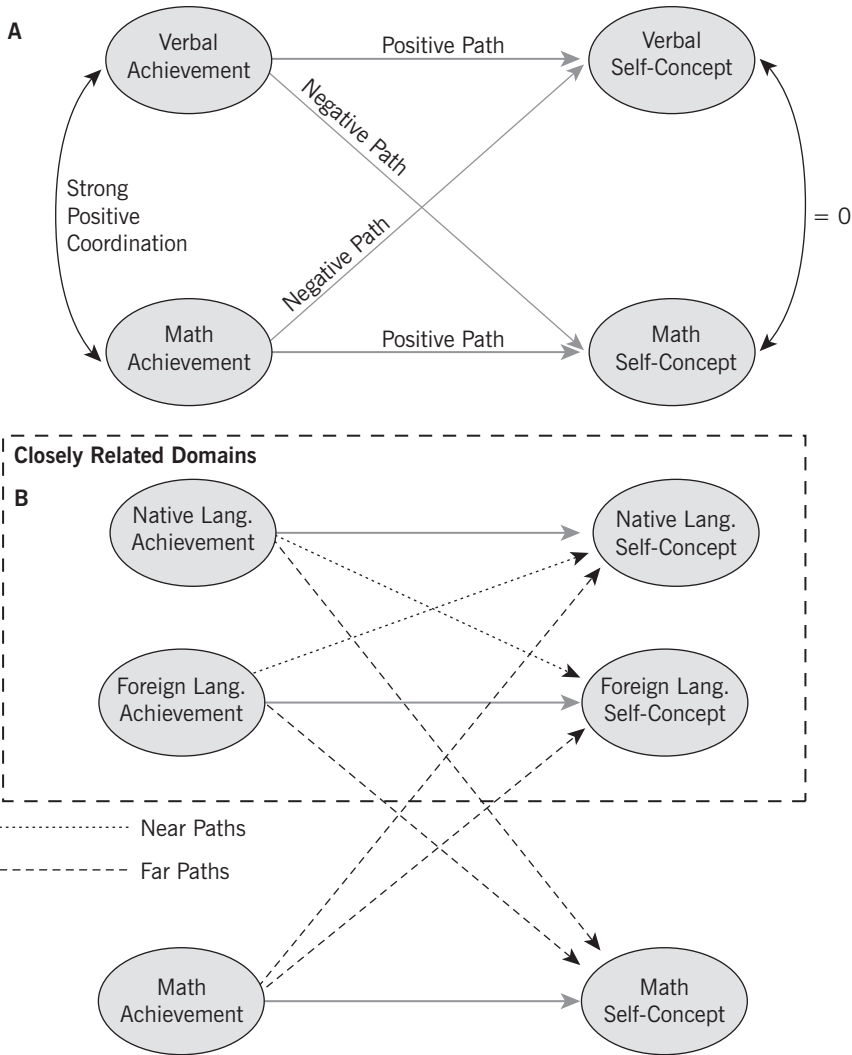 A
Verbal
Achievement
Positive Path
Verbal
Self-Concept
Negative Path
Strong
Positive
Coordination
= 0
Negative Path
Math
Achievement
Positive Path
Math
Self-Concept
Closely Related Domains
B
Native Lang.
Achievement
Native Lang.
Self-Concept
Foreign Lang.
Achievement
Foreign Lang.
Self-Concept
Near Paths
Far Paths
Math
Achievement
Math
Self-Concept